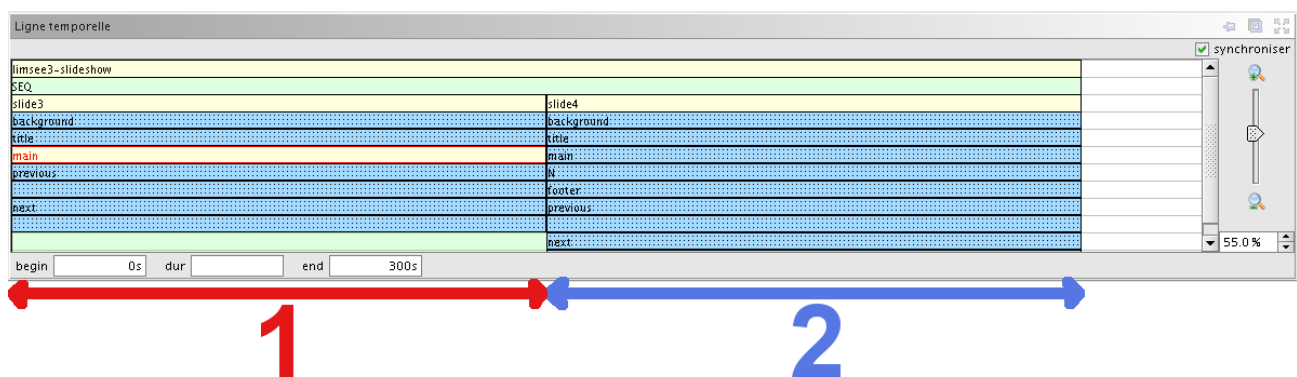 Ligne temporelle
synchroniser
limsee3-slideshow
SEQ
slide3 slide4
background background
title title
main main
previous N
footer
next previous
next
55.0 %
begin 0s dur end 300s
1 2